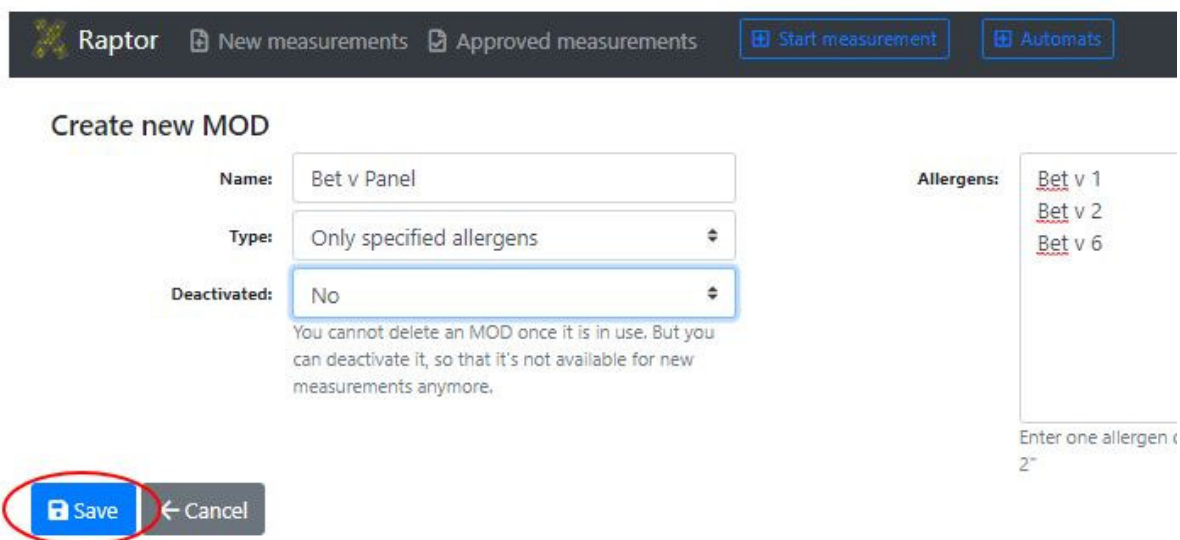 Raptor New measurements Approved measurements Start measurement Automats
Create new MOD
Name: Bet v Panel
Type: Only specified allergens
Deactivated: No
You cannot delete an MOD once it is in use. But you
can deactivate it, so that it's not available for new
measurements anymore.
Allergens: Bet v 1
Bet v 2
Bet v 6
Enter one allergen
2"
Save Cancel